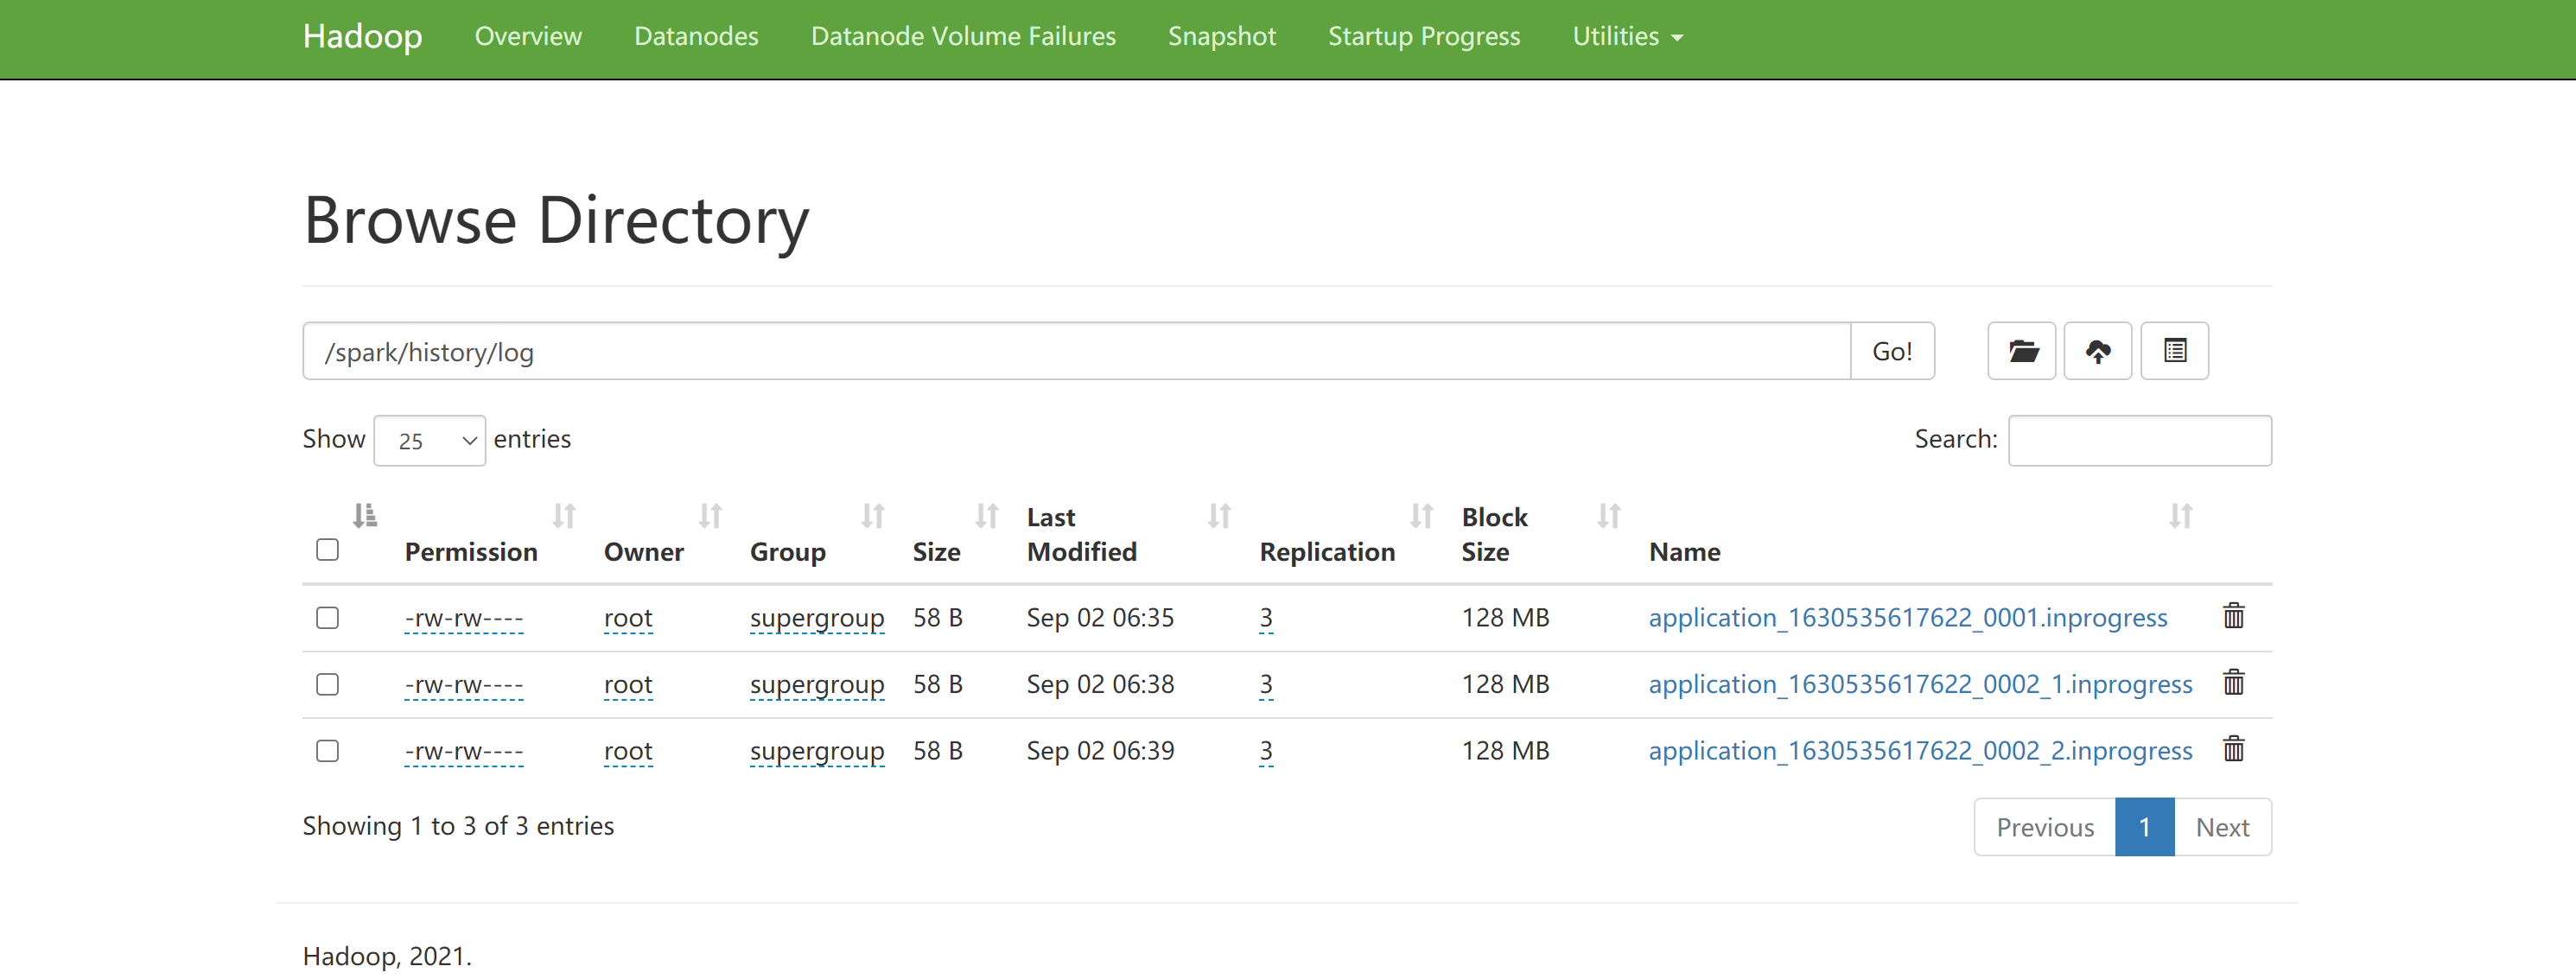 Hadoop Overview Datanodes Datanode Volume Failures Snapshot Startup Progress Utilities
Browse Directory
/spark/history/log Go!
Show 25 entries Search:
Permission Owner Group Size Last Modified Replication Block Size Name
-rw-rw---- root supergroup 58 B Sep 02 06:35 3 128 MB application_1630535617622_0001.inprogress
-rw-rw---- root supergroup 58 B Sep 02 06:38 3 128 MB application_1630535617622_0002_1.inprogress
-rw-rw---- root supergroup 58 B Sep 02 06:39 3 128 MB application_1630535617622_0002_2.inprogress
Showing 1 to 3 of 3 entries Previous 1 Next
Hadoop, 2021.